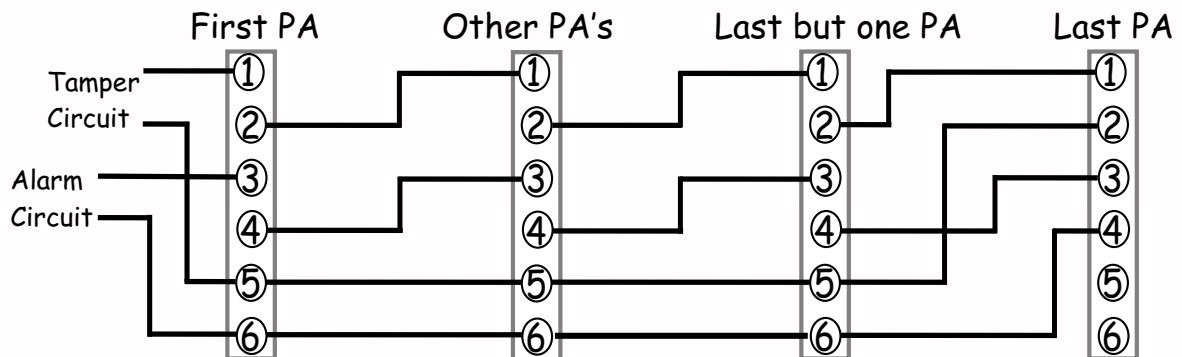 First PA Other PA's Last but one PA Last PA
Tamper
Circuit
Alarm
Circuit
1 1 1 1
2 2 2 2
3 3 3 3
4 4 4 4
5 5 5 5
6 6 6 6